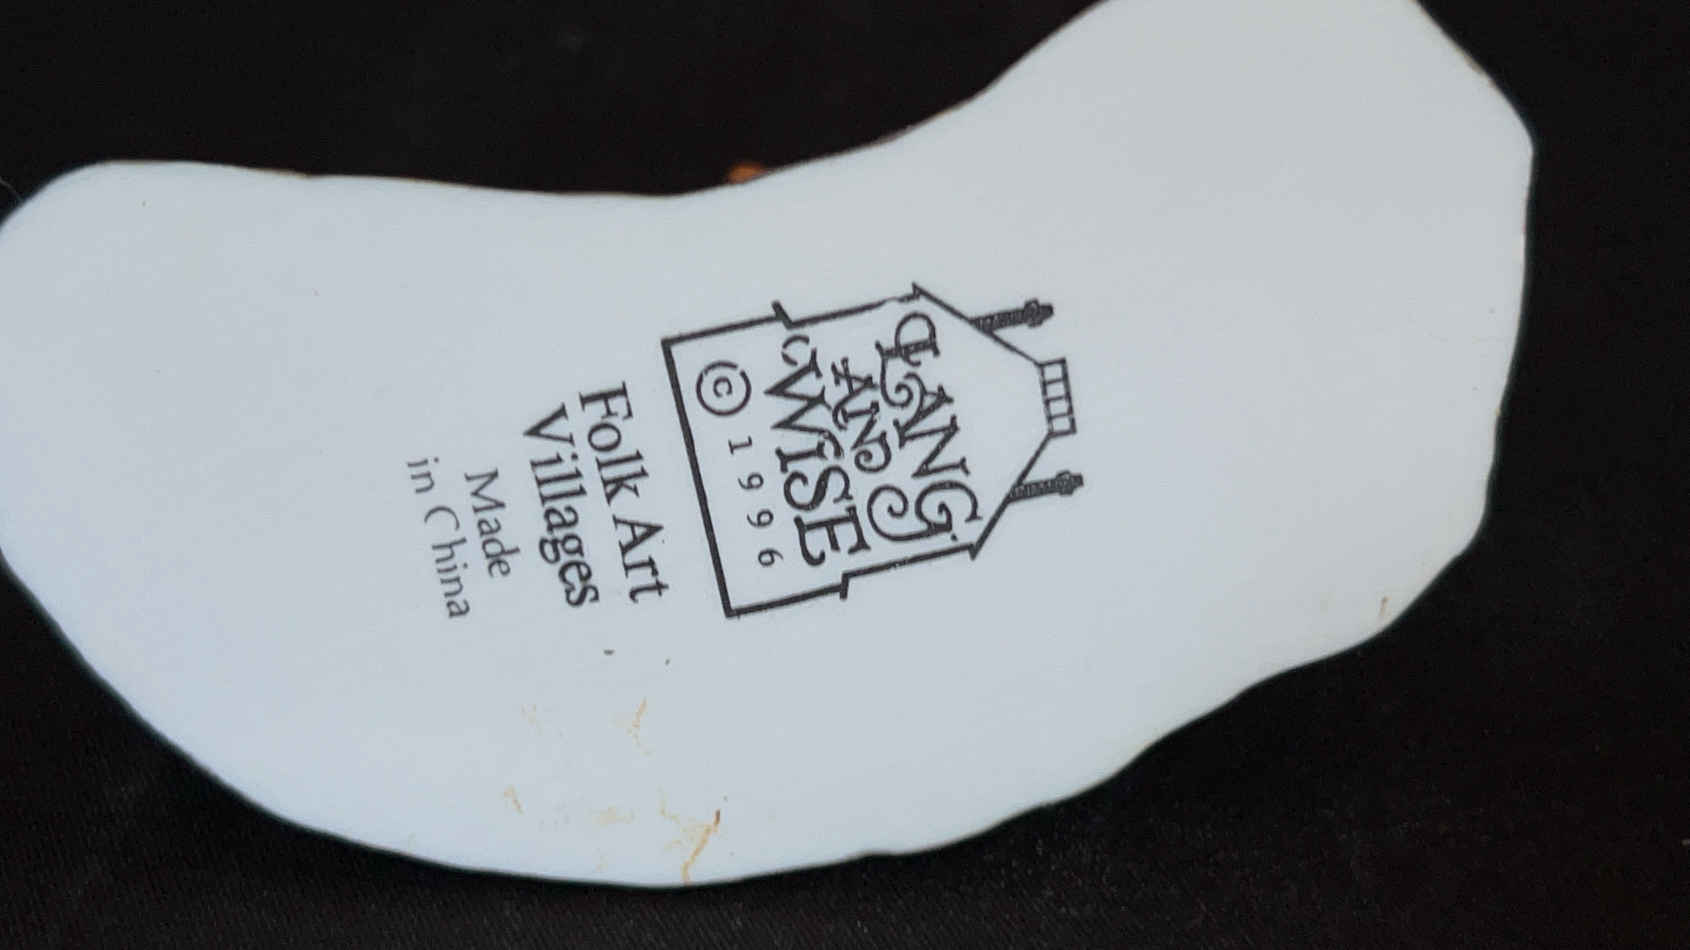 LANG
AND
WISE
© 1996
Folk Art
Villages
Made
in China